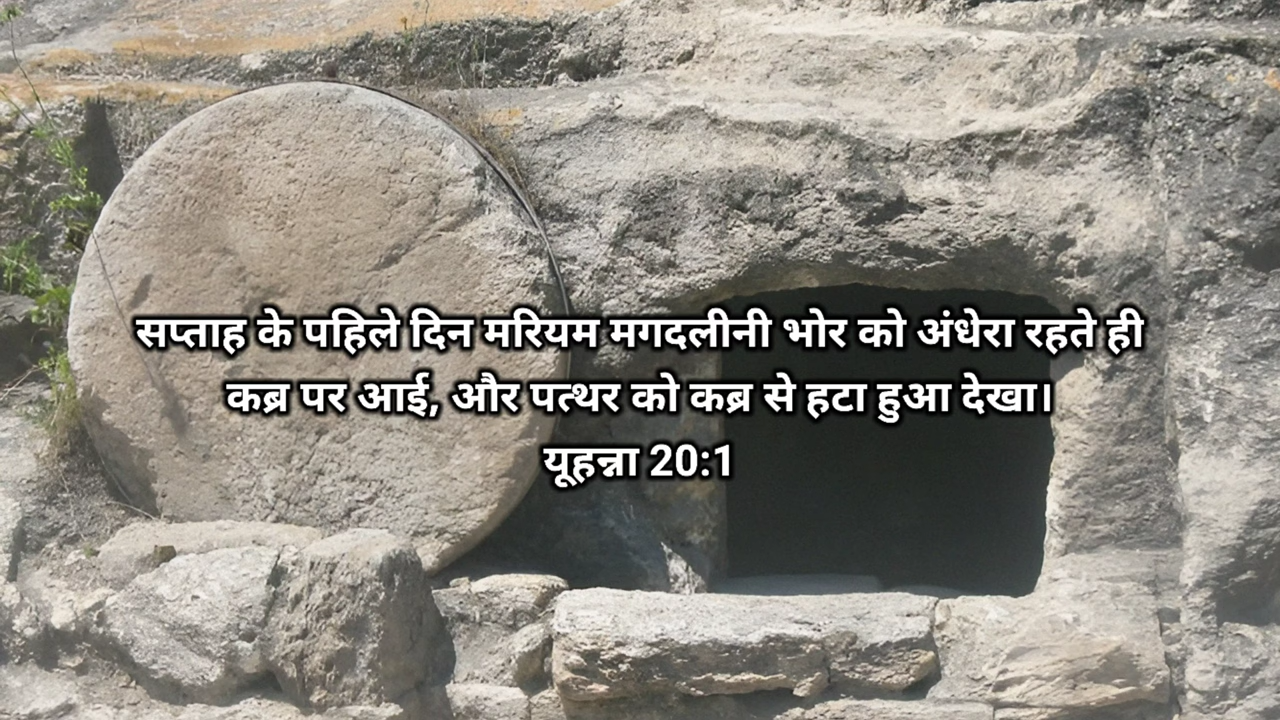 सप्ताह के पहिले दिन मरियम मगदलीनी भोर को अंधेरा रहते ही
कब्र पर आई, और पत्थर को कब्र से हटा हुआ देखा।
यूहन्ना 20:1